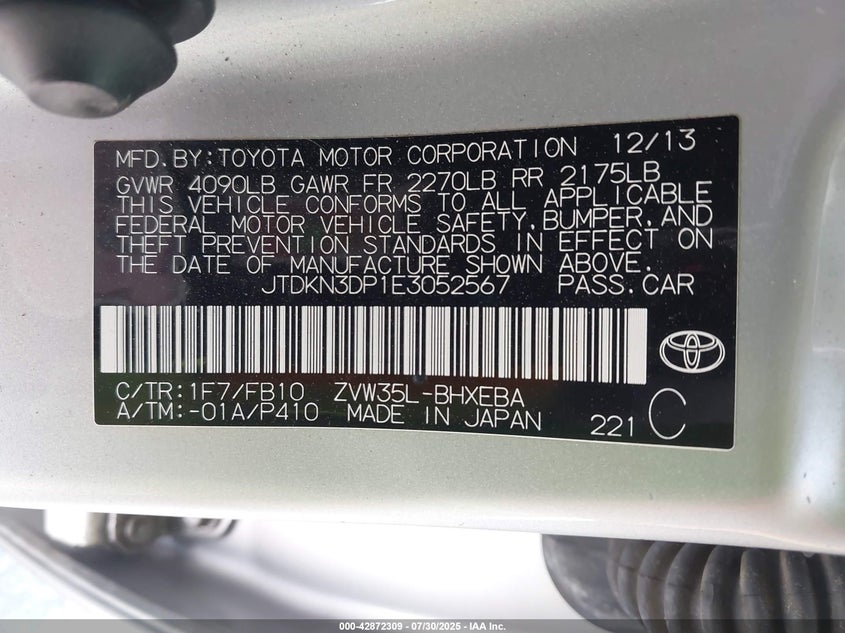 MFD.BY:TOYOTA MOTOR CORPORATION 12/13
GVWR 4090LB GAWR FR 2270LB RR 2175LB
THIS VEHICLE CONFORMS TO ALL APPLICABLE
FEDERAL MOTOR VEHICLE SAFETY,BUMPER,AND
THEFT PREVENTION STANDARDS IN EFFECT ON
THE DATE OF MANUFACTURE SHOWN ABOVE.
JTDKN3DP1E3052567 PASS.CAR
C/TR:1F7/FB10 ZVW35L-BHXEBA
A/TM:-01A/P410 MADE IN JAPAN 221 C
000-42872309 - 07/30/2025 - IAA Inc.